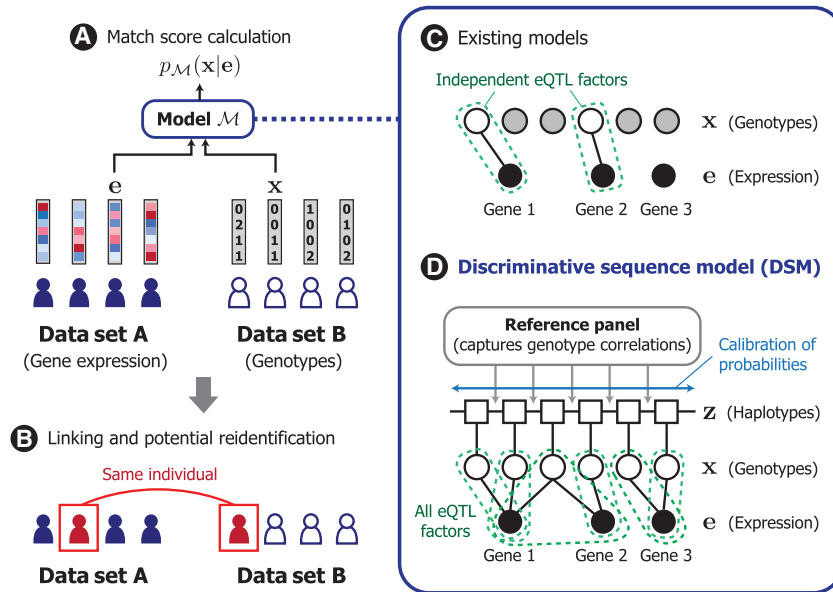 A Match score calculation
p_M(x|e)
Model M
e
x
0 0 1 0
2 0 0 1
1 1 0 0
1 1 2 2
Data set A
(Gene expression)
Data set B
(Genotypes)
B Linking and potential reidentification
Same individual
Data set A
Data set B
C Existing models
Independent eQTL factors
x (Genotypes)
e (Expression)
Gene 1 Gene 2 Gene 3
D Discriminative sequence model (DSM)
Reference panel
(captures genotype correlations)
Calibration of
probabilities
z (Haplotypes)
x (Genotypes)
All eQTL
factors
e (Expression)
Gene 1 Gene 2 Gene 3